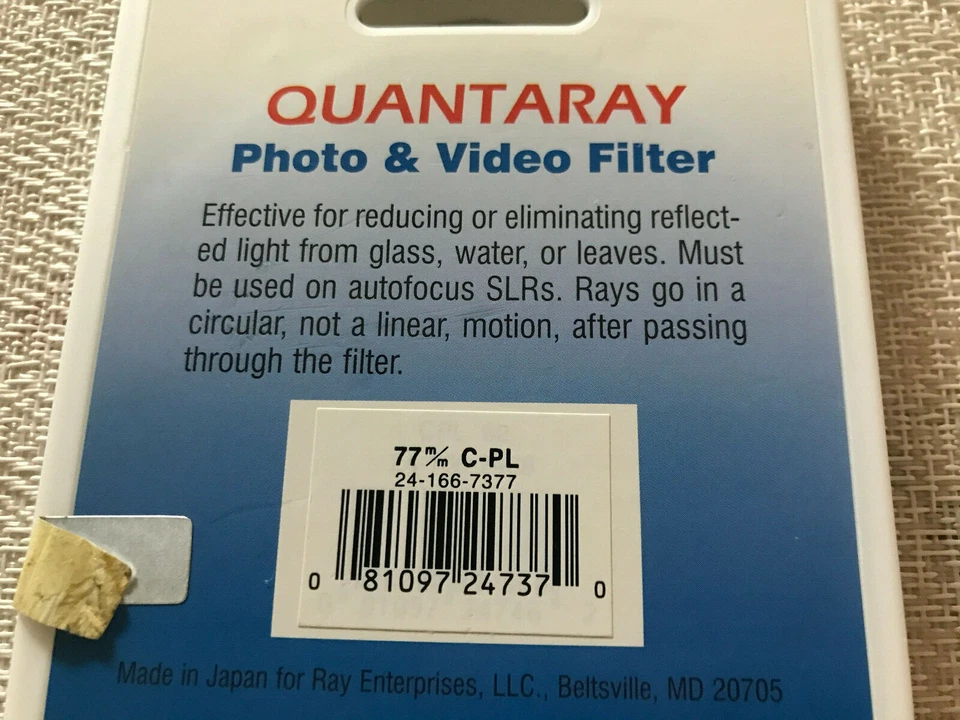 QUANTARAY
Photo & Video Filter
Effective for reducing or eliminating reflect-
ed light from glass, water, or leaves. Must
be used on autofocus SLRs. Rays go in a
circular, not a linear, motion, after passing
through the filter.
77 m/m C-PL
24-166-7377
0 81097 24737 0
Made in Japan for Ray Enterprises, LLC., Beltsville, MD 20705